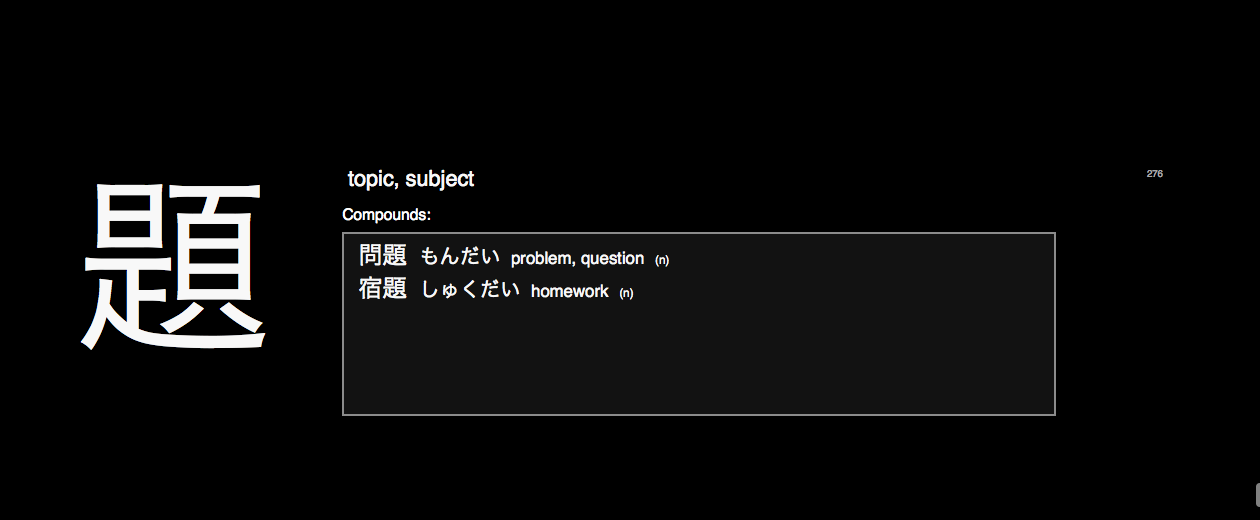 題
topic, subject
276
Compounds:
問題 もんだい problem, question (n)
宿題 しゅくだい homework (n)